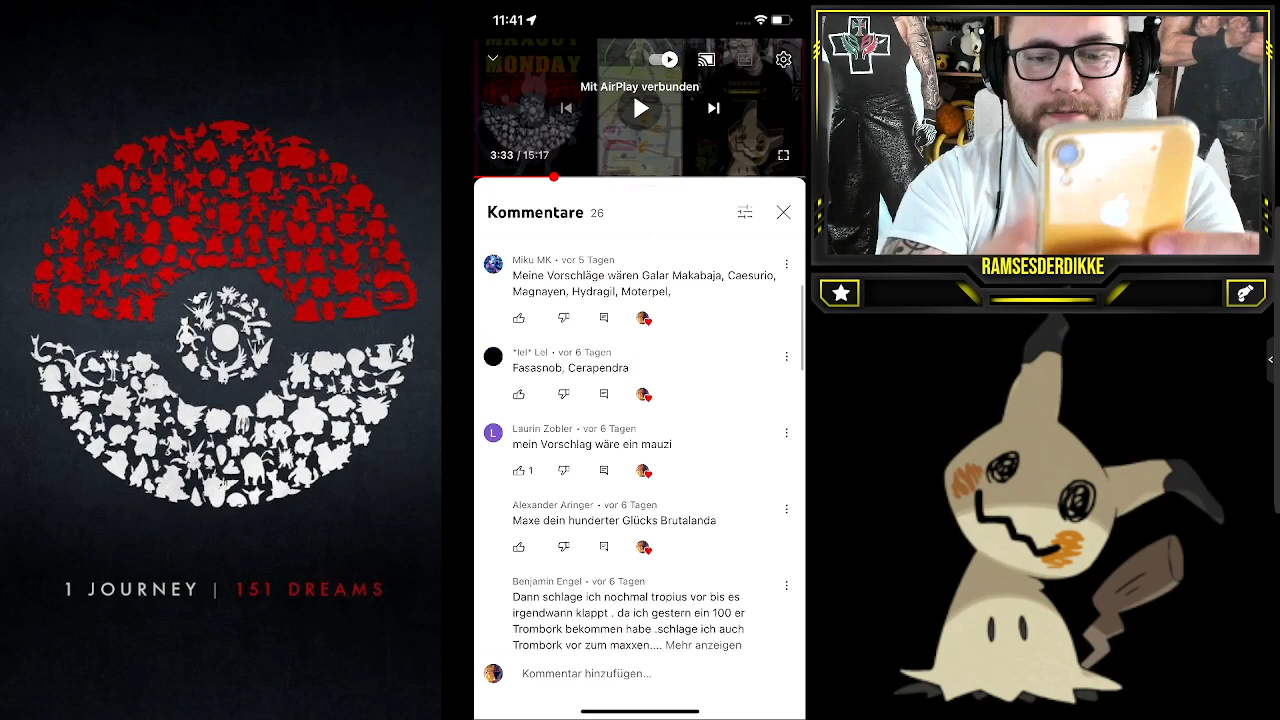 1 JOURNEY | 151 DREAMS
11:41
MAXOUT
MONDAY
Mit AirPlay verbunden
3:33 / 15:17
Kommentare 26
Miku MK • vor 5 Tagen
Meine Vorschläge wären Galar Makabaja, Caesurio,
Magnayen, Hydragil, Moterpel,
*lel* Lel • vor 6 Tagen
Fasasnob, Cerapendra
L
Laurin Zobler • vor 6 Tagen
mein Vorschlag wäre ein mauzi
1
Alexander Aringer • vor 6 Tagen
Maxe dein hunderter Glücks Brutalanda
Benjamin Engel • vor 6 Tagen
Dann schlage ich nochmal tropius vor bis es
irgendwann klappt . da ich gestern ein 100 er
Trombork bekommen habe .schlage ich auch
Trombork vor zum maxxen.... Mehr anzeigen
Kommentar hinzufügen...
RAMSESDERDIKKE